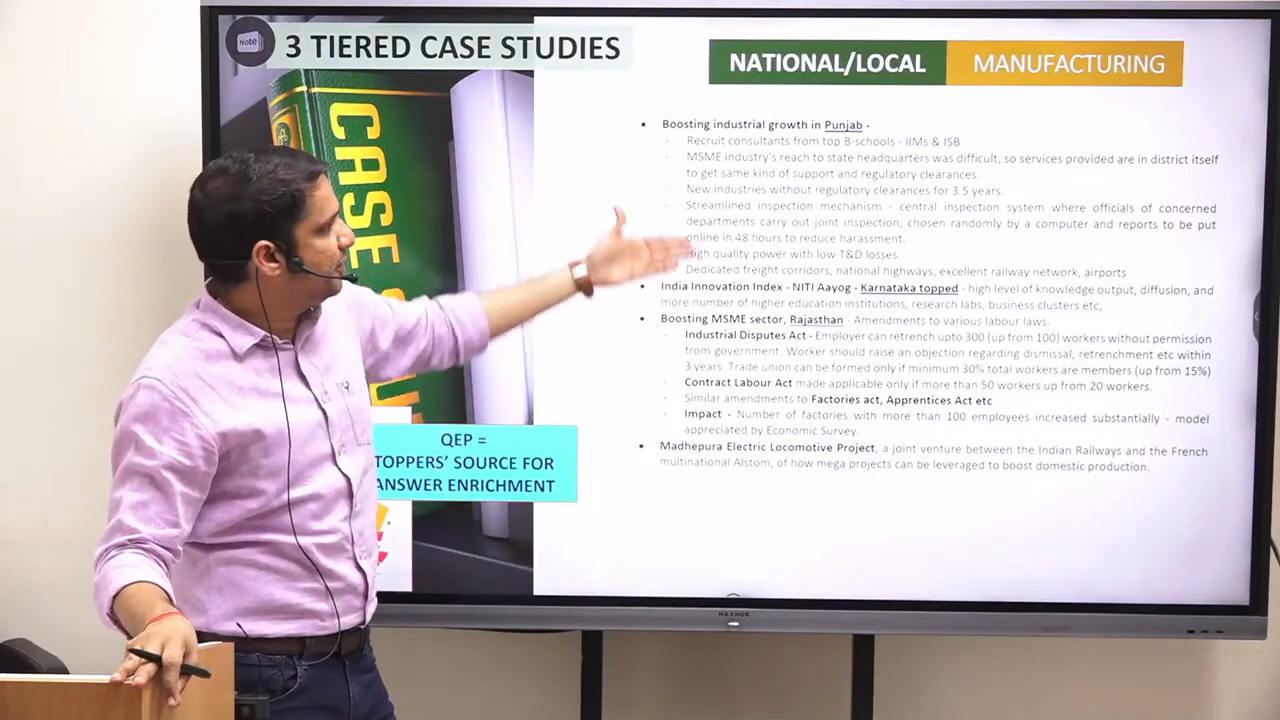 Note
3 TIERED CASE STUDIES
NATIONAL/LOCAL
MANUFACTURING
CASE STU
• Boosting industrial growth in Punjab -
- Recruit consultants from top B-schools - IIMs & ISB
- MSME industry's reach to state headquarters was difficult, so services provided are in district itself
to get same kind of support and regulatory clearances.
- New industries without regulatory clearances for 3.5 years.
- Streamlined inspection mechanism - central inspection system where officials of concerned
departments carry out joint inspection, chosen randomly by a computer and reports to be put
online in 48 hours to reduce harassment.
High quality power with low T&D losses.
Dedicated freight corridors, national highways, excellent railway network, airports
• India Innovation Index - NITI Aayog - Karnataka topped - high level of knowledge output, diffusion, and
more number of higher education institutions, research labs, business clusters etc,
• Boosting MSME sector, Rajasthan - Amendments to various labour laws.
- Industrial Disputes Act - Employer can retrench upto 300 (up from 100) workers without permission
from government. Worker should raise an objection regarding dismissal, retrenchment etc within
3 years. Trade union can be formed only if minimum 30% total workers are members (up from 15%)
- Contract Labour Act made applicable only if more than 50 workers up from 20 workers.
- Similar amendments to Factories act, Apprentices Act etc
- Impact - Number of factories with more than 100 employees increased substantially - model
appreciated by Economic Survey.
• Madhepura Electric Locomotive Project, a joint venture between the Indian Railways and the French
multinational Alstom, of how mega projects can be leveraged to boost domestic production.
QEP =
TOPPERS' SOURCE FOR
ANSWER ENRICHMENT
MAXHUB